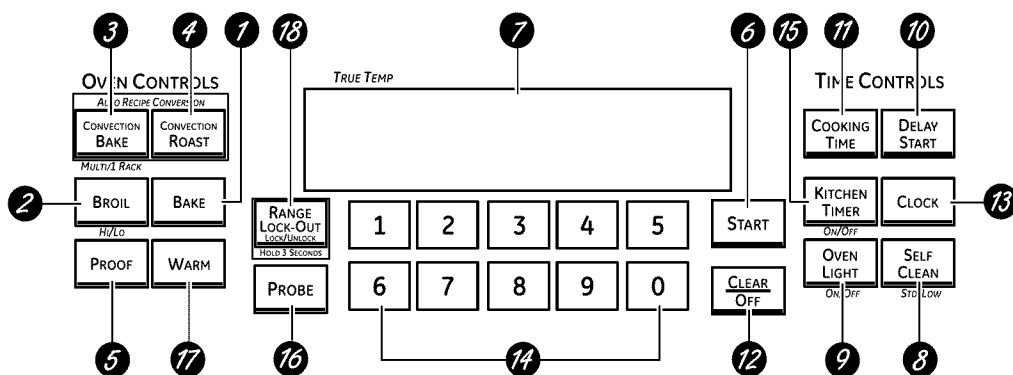 3 4 1 18 7 6 15 11 10
OVEN CONTROLS
AUTO RECIPE CONVERSION
CONVECTION
BAKE
CONVECTION
ROAST
MULTI/1 RACK
2
BROIL
BAKE
HI/LO
PROOF
WARM
5
17
RANGE
LOCK-OUT
LOCK/UNLOCK
HOLD 3 SECONDS
PROBE
16
TRUE TEMP
1 2 3 4 5
6 7 8 9 0
14
START
CLEAR
OFF
12
TIME CONTROLS
COOKING
TIME
DELAY
START
KITCHEN
TIMER
ON/OFF
CLOCK
13
OVEN
LIGHT
ON/OFF
SELF
CLEAN
STD/LOW
9
8